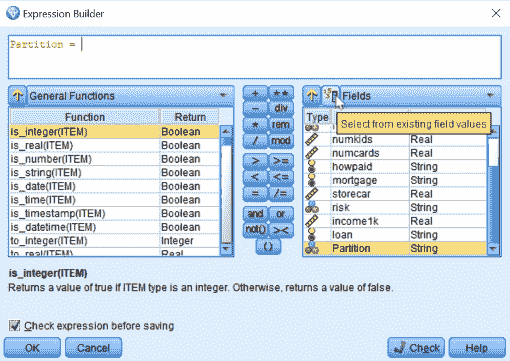 Expression Builder
Partition =
General Functions
Fields
Function Return
Type
Select from existing field values
is_integer(ITEM) Boolean
is_real(ITEM) Boolean
is_number(ITEM) Boolean
is_string(ITEM) Boolean
is_date(ITEM) Boolean
is_time(ITEM) Boolean
is_timestamp(ITEM) Boolean
is_datetime(ITEM) Boolean
to_integer(ITEM) Integer
to_real(ITEM) Real
+ **
- div
* rem
/ mod
> >=
< <=
= /=
and or
not() ><
( )
numkids Real
numcards Real
howpaid String
mortgage String
storecar Real
risk String
income1k Real
loan String
Partition String
is_integer(ITEM)
Returns a value of true if ITEM type is an integer. Otherwise, returns a value of false.
Check expression before saving
OK Cancel Check Help